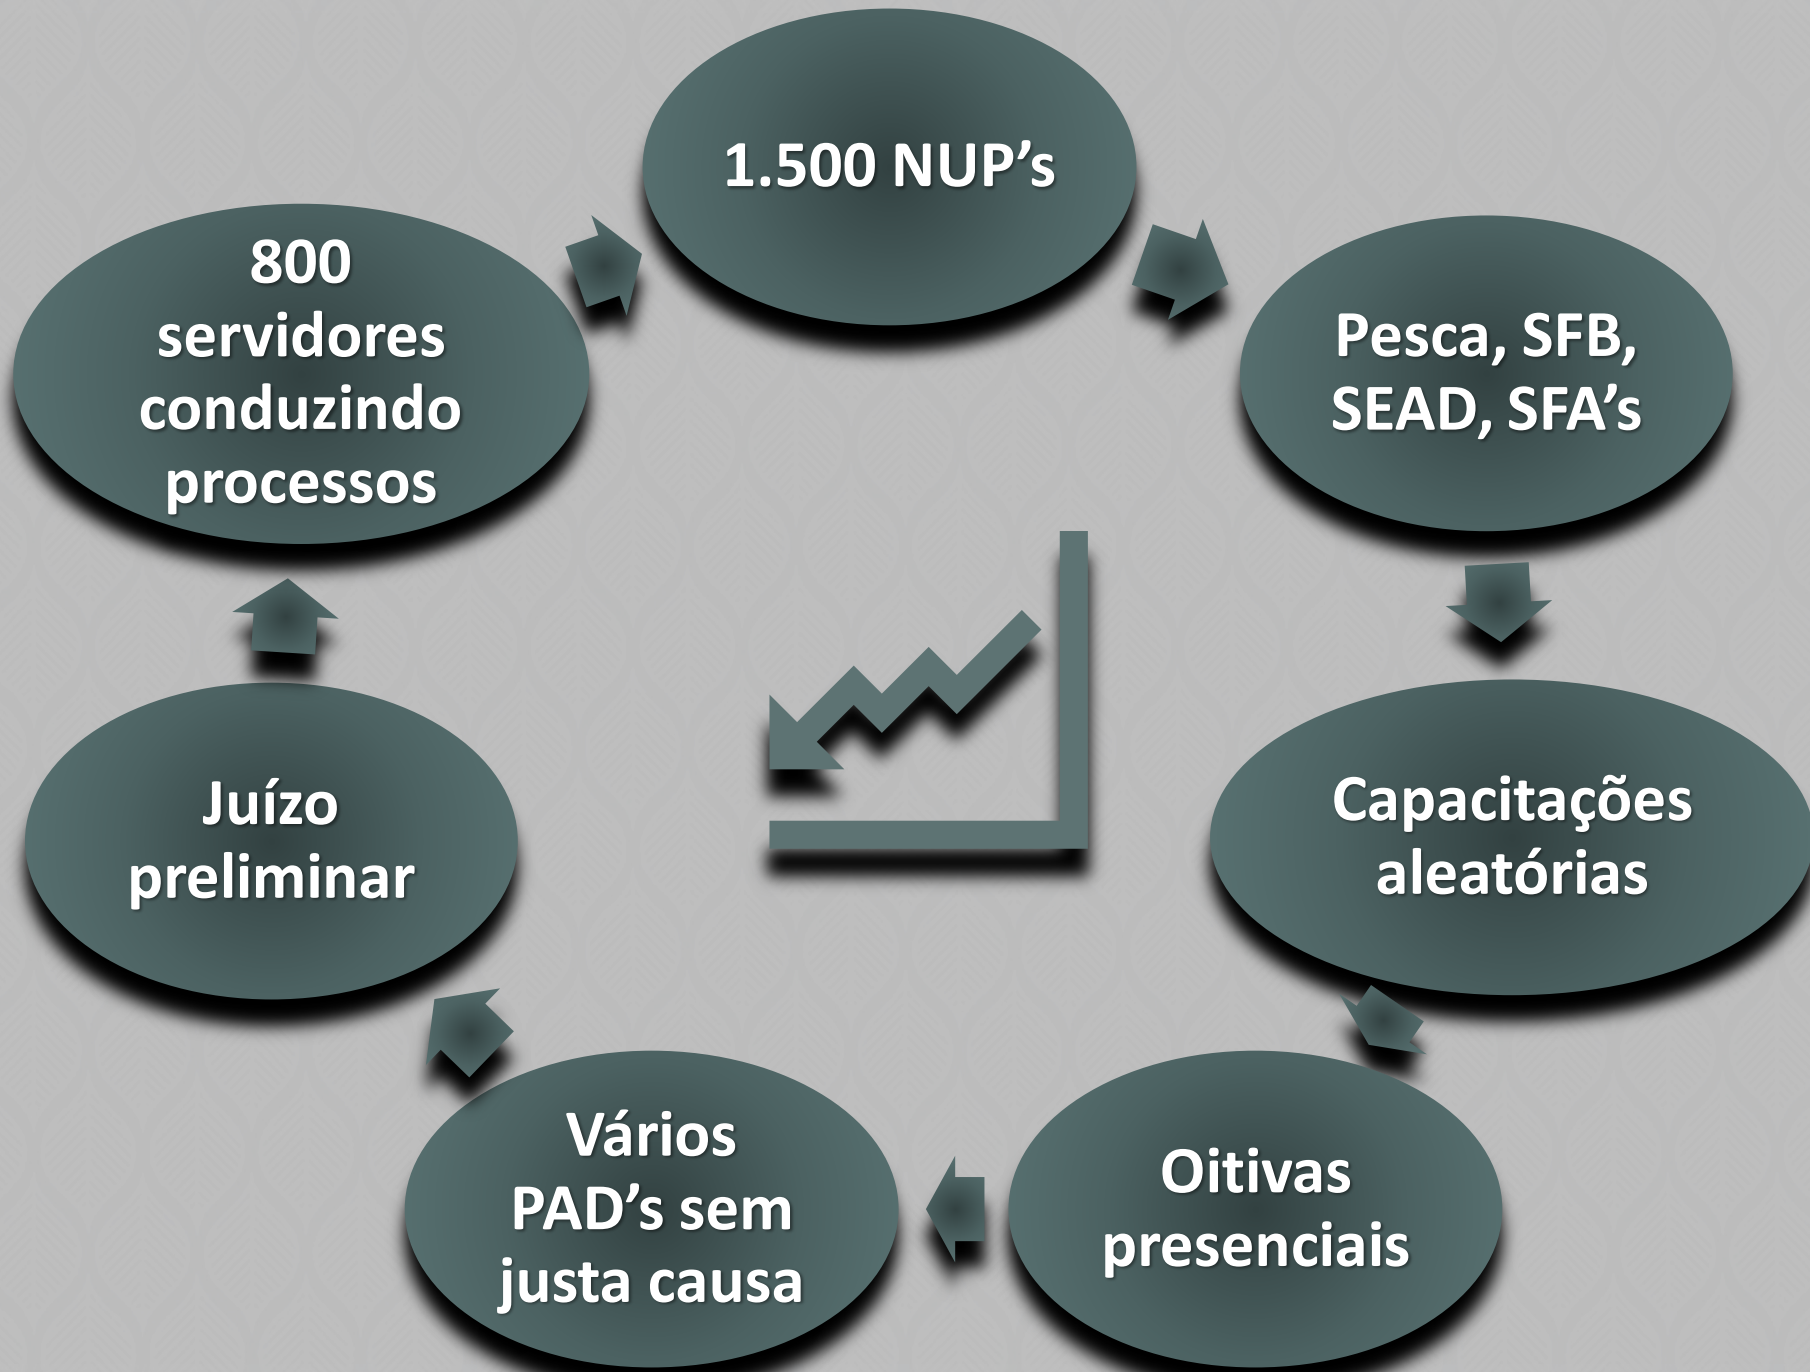 1.500 NUP’s
Pesca, SFB,
SEAD, SFA’s
Capacitações
aleatórias
Oitivas
presenciais
Vários
PAD’s sem
justa causa
Juízo
preliminar
800
servidores
conduzindo
processos